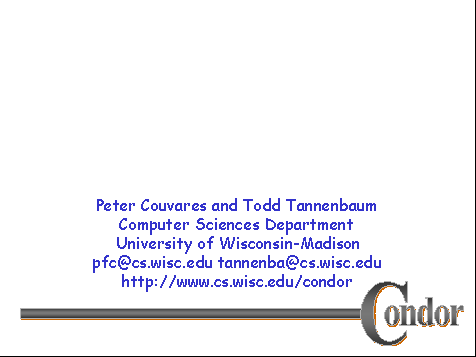 Peter Couvares and Todd Tannenbaum
Computer Sciences Department
University of Wisconsin-Madison
pfc@cs.wisc.edu tannenba@cs.wisc.edu
http://www.cs.wisc.edu/condor
Condor